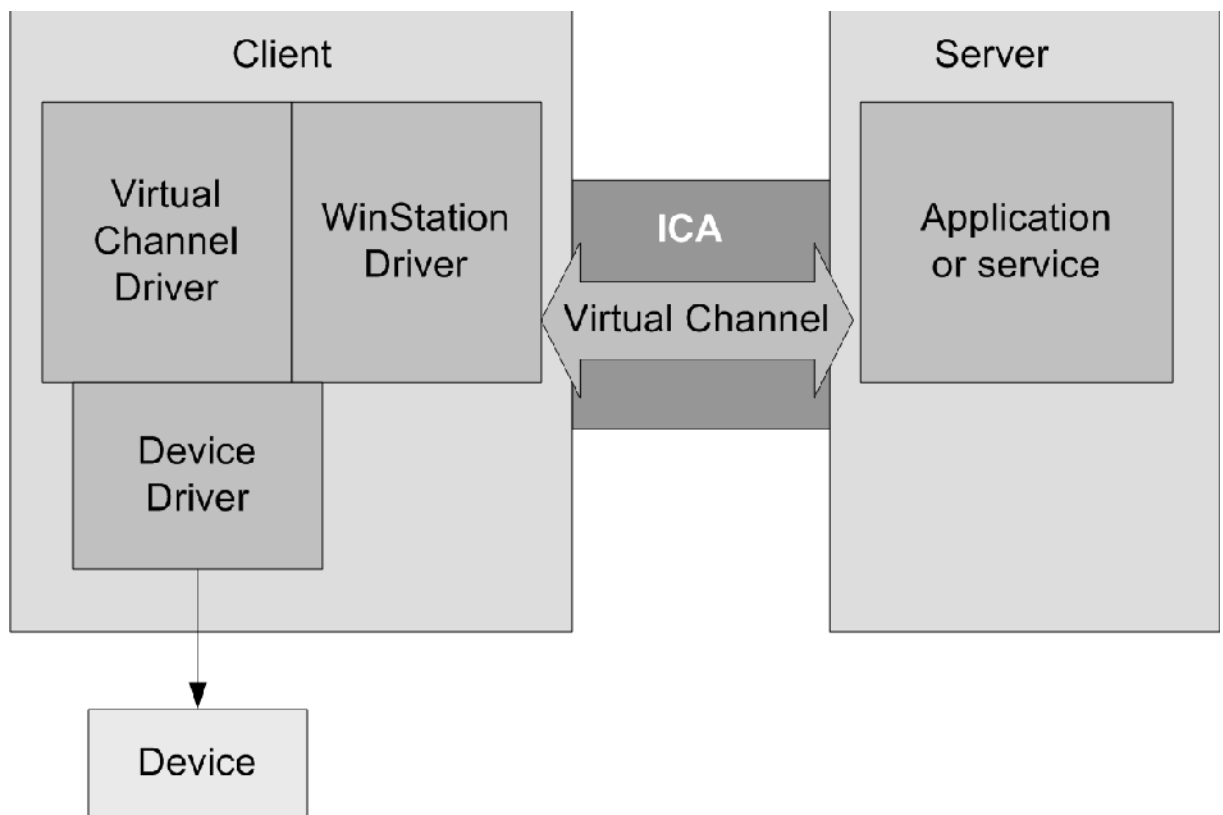 Client
Server
Virtual
Channel
Driver
WinStation
Driver
ICA
Virtual Channel
Application
or service
Device
Driver
Device